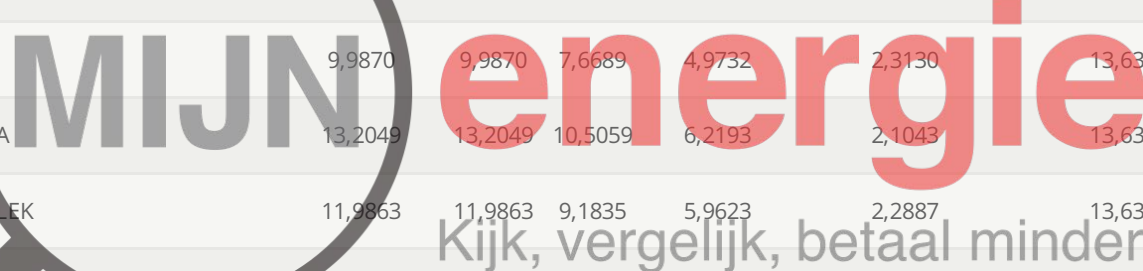 9,9870 9,9870 7,6689 4,9732 2,3130 13,63
MIJN energie
A 13,2049 13,2049 10,5059 6,2193 2,1043 13,63
LEK 11,9863 11,9863 9,1835 5,9623 2,2887 13,63
Kijk, vergelijk, betaal minder